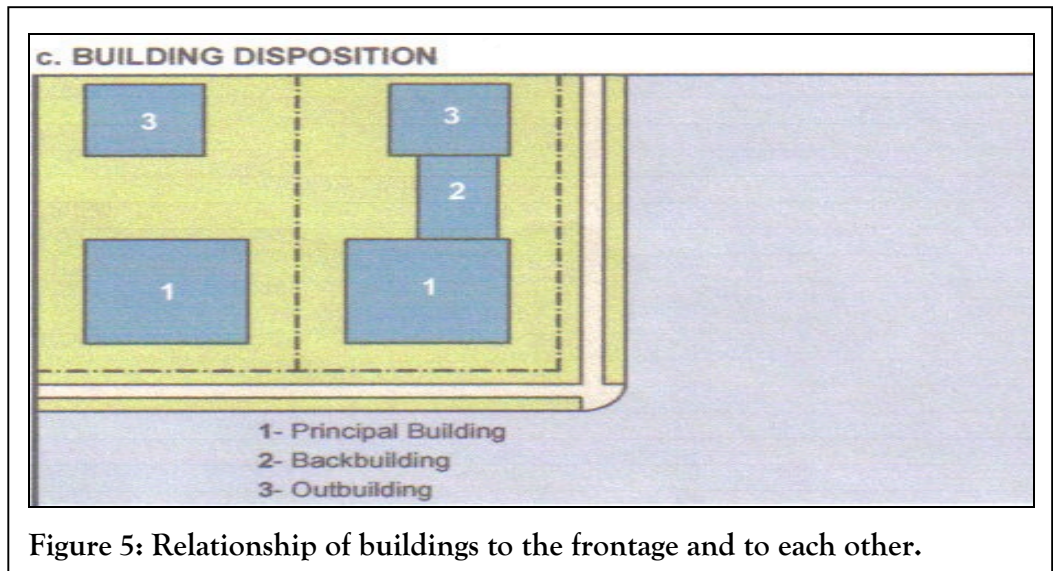 c. BUILDING DISPOSITION
3
3
2
1
1
1- Principal Building
2- Backbuilding
3- Outbuilding
Figure 5: Relationship of buildings to the frontage and to each other.